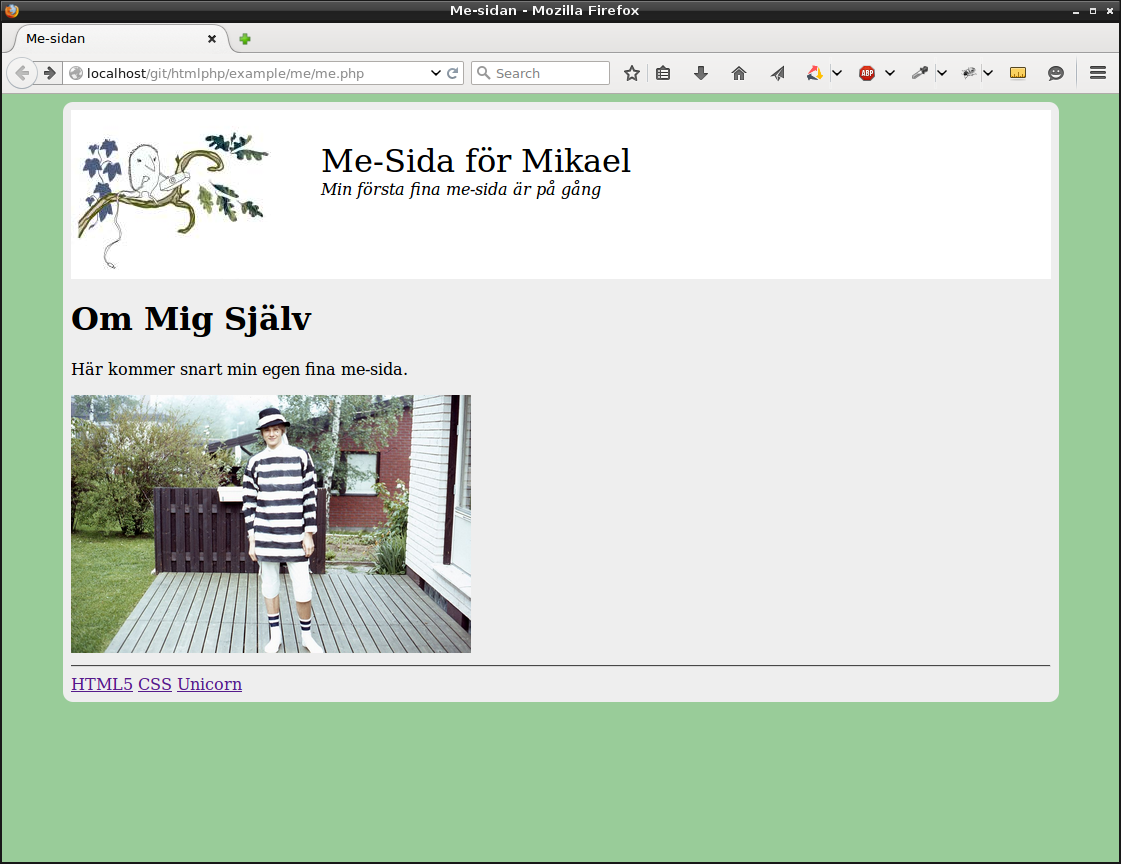 Me-sidan - Mozilla Firefox
Me-sidan
localhost/git/htmlphp/example/me/me.php
Search
ABP
Me-Sida för Mikael
Min första fina me-sida är på gång
Om Mig Själv
Här kommer snart min egen fina me-sida.
HTML5 CSS Unicorn